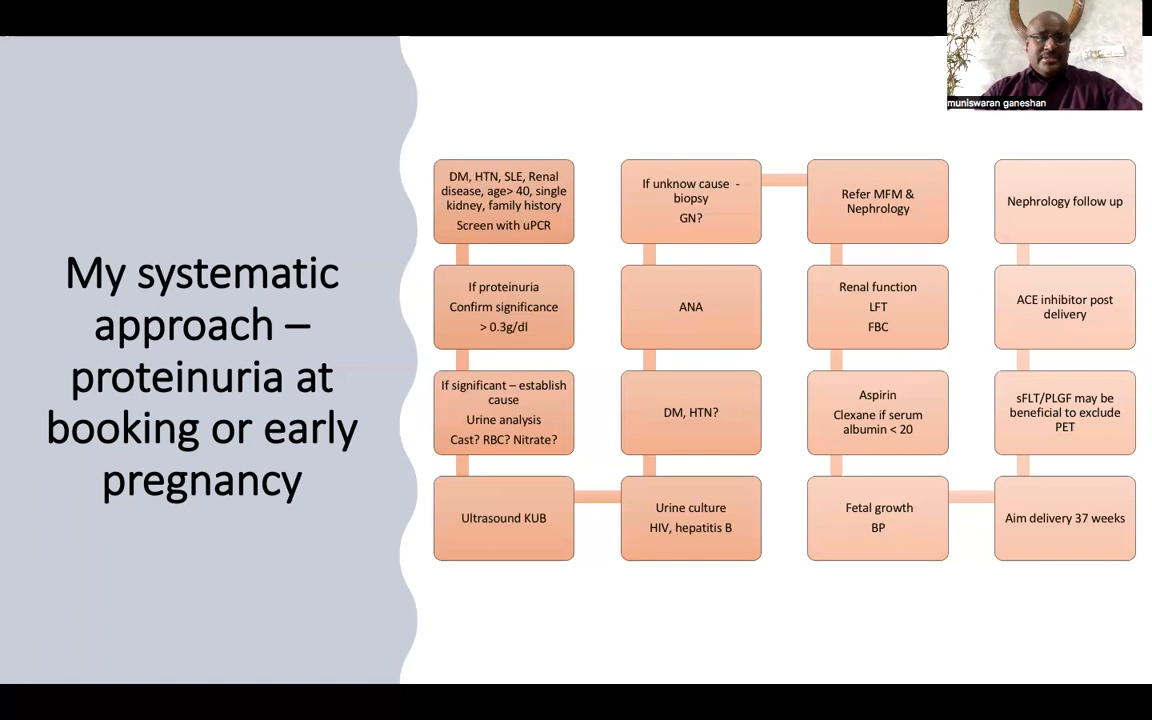 muniswaran ganeshan
My systematic
approach –
proteinuria at
booking or early
pregnancy
DM, HTN, SLE, Renal
disease, age> 40, single
kidney, family history
Screen with uPCR
If proteinuria
Confirm significance
> 0.3g/dl
If significant – establish
cause
Urine analysis
Cast? RBC? Nitrate?
Ultrasound KUB
Urine culture
HIV, hepatitis B
DM, HTN?
ANA
If unknow cause -
biopsy
GN?
Refer MFM &
Nephrology
Renal function
LFT
FBC
Aspirin
Clexane if serum
albumin < 20
Fetal growth
BP
Aim delivery 37 weeks
sFLT/PLGF may be
beneficial to exclude
PET
ACE inhibitor post
delivery
Nephrology follow up